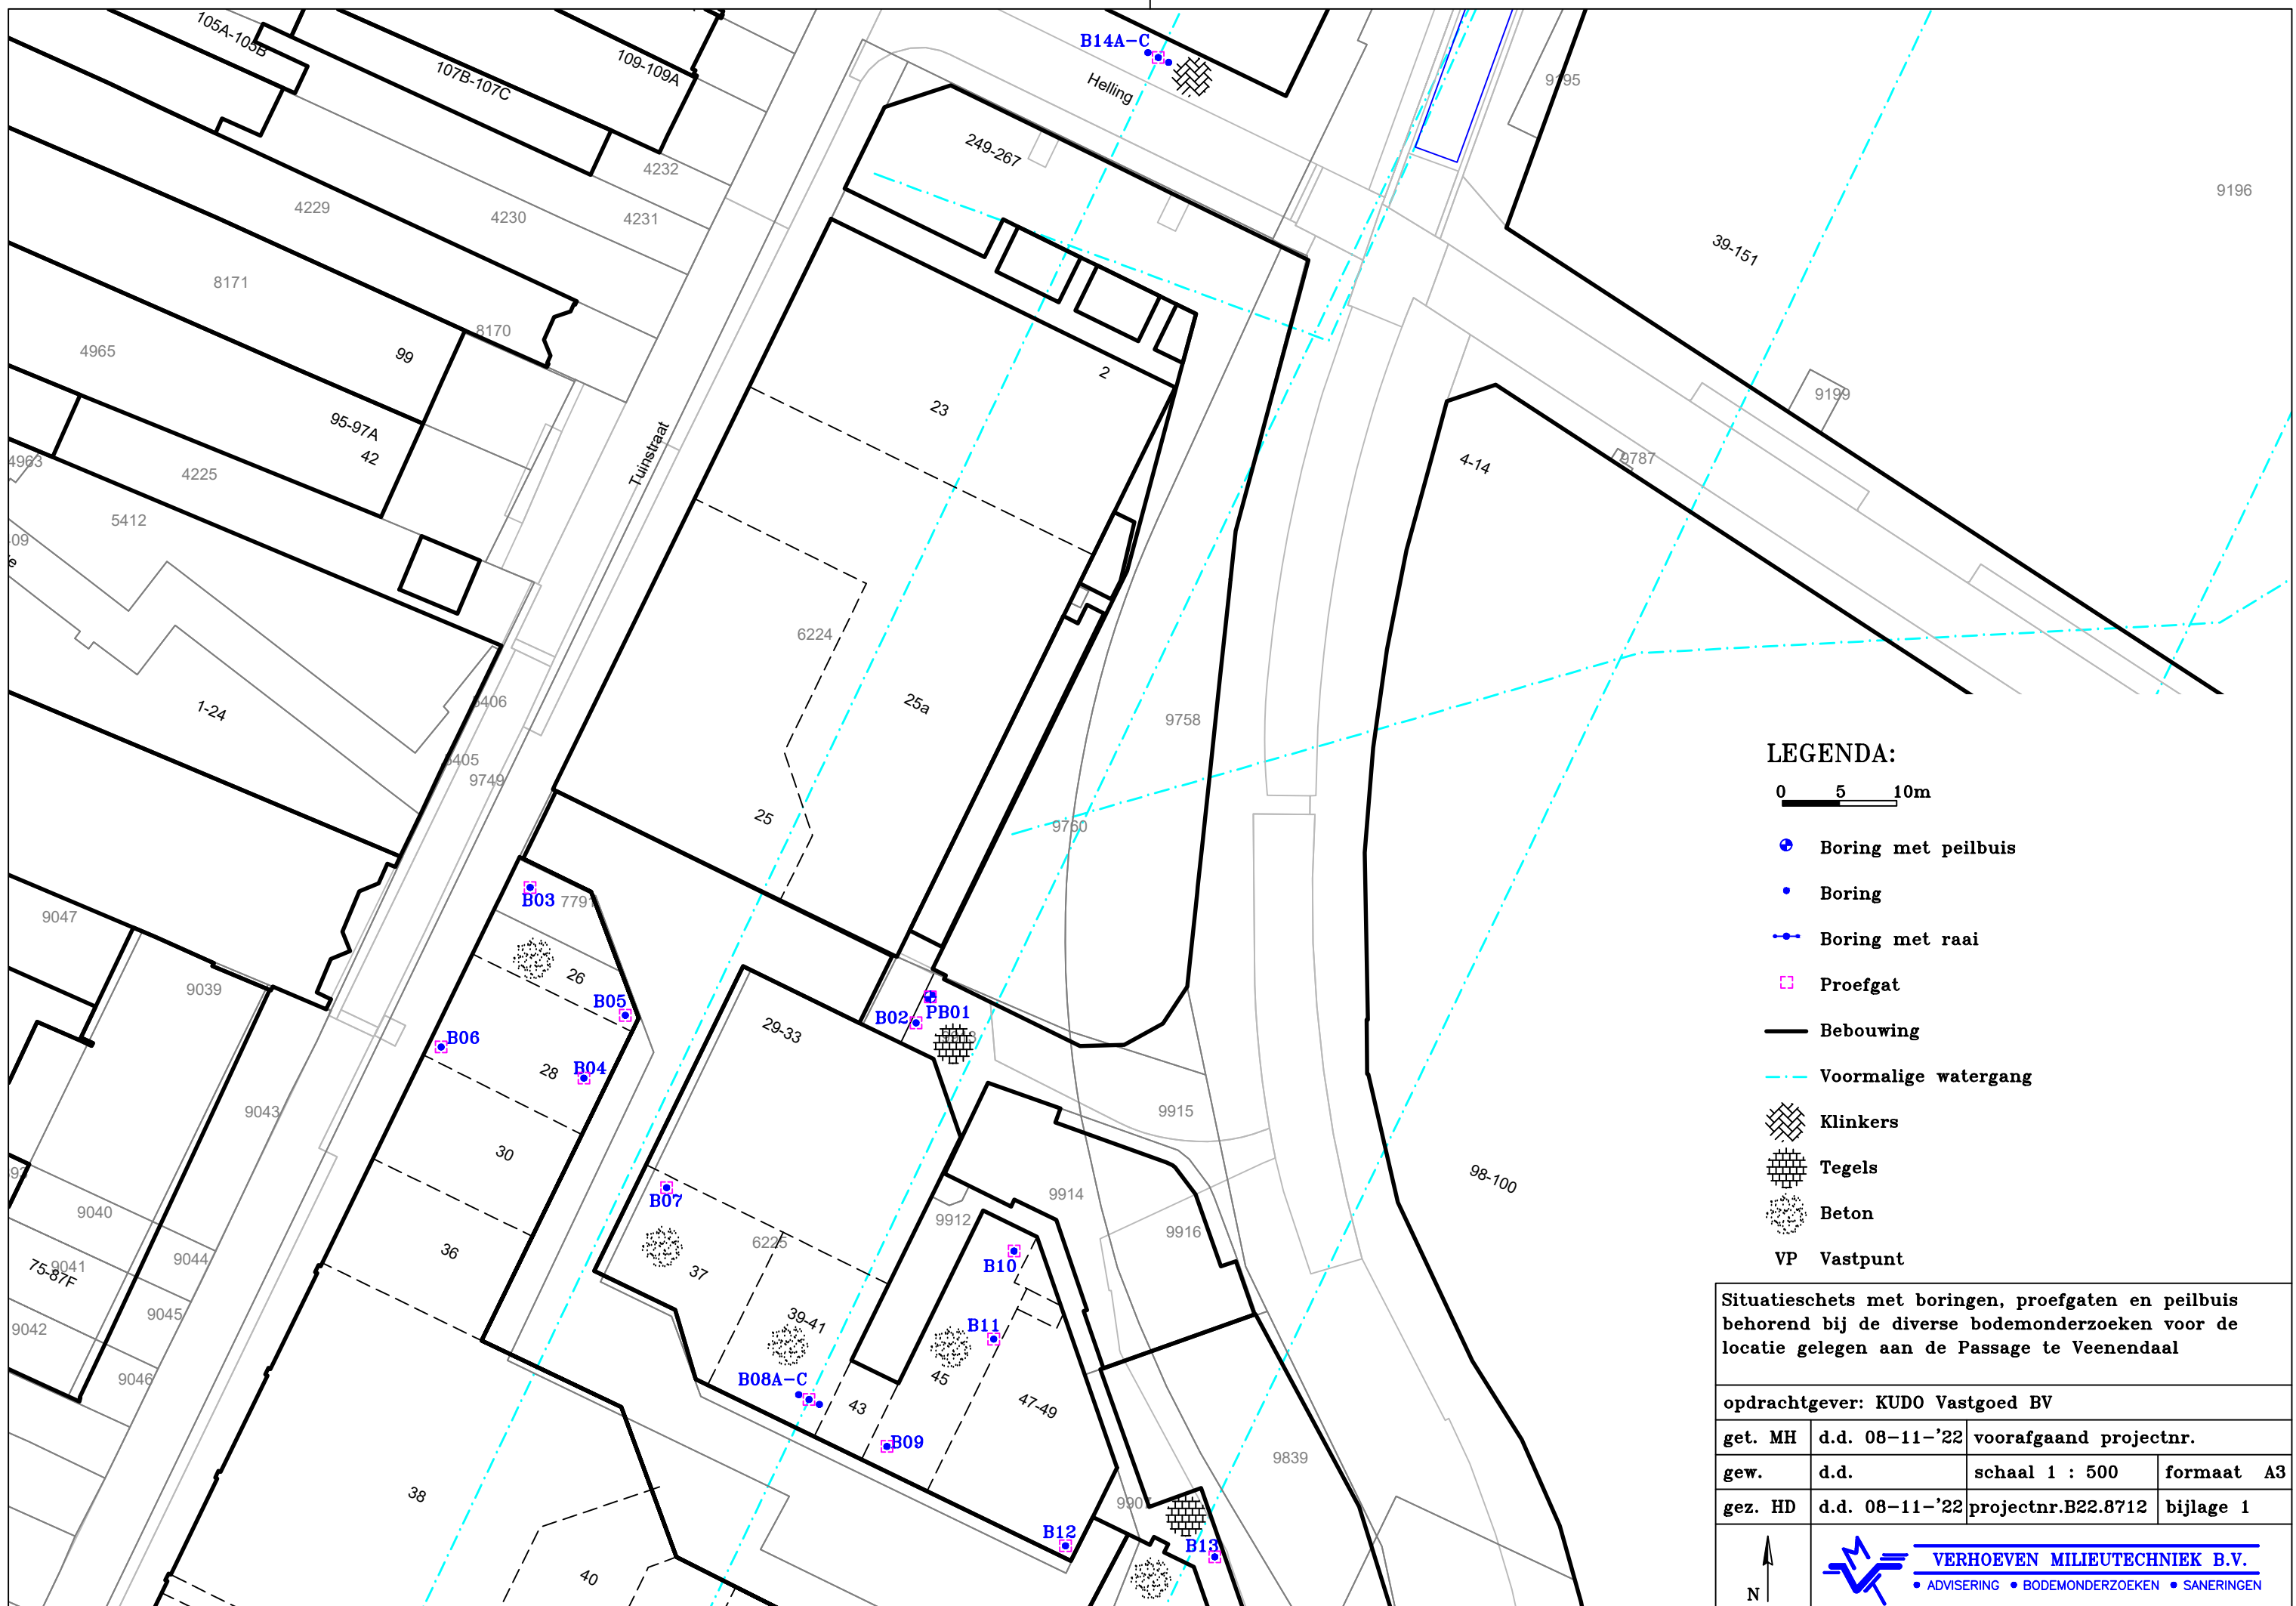 105A-105B
107B-107C
109-109A
B14A-C
Helling
249-267
9195
9196
39-151
4232
4229
4230
4231
8171
8170
4965
99
95-97A
42
4963
4225
5412
Tuinstraat
23
2
9199
9787
4-14
6224
25a
25
1-24
9749
9758
9760
9047
9039
9043
B03
26
B05
B06
28
B04
30
36
29-33
B02
PB01
9915
9914
9916
9912
98-100
B07
37
6225
39-41
B08A-C
43
45
47-49
B09
B10
B11
B12
B13
9839
9040
9041
75-87F
9042
9044
9045
9046
38
40
LEGENDA:
0 5 10m
Boring met peilbuis
Boring
Boring met raai
Proefgat
Bebouwing
Voormalige watergang
Klinkers
Tegels
Beton
VP Vastpunt
Situatieschets met boringen, proefgaten en peilbuis
behorend bij de diverse bodemonderzoeken voor de
locatie gelegen aan de Passage te Veenendaal
opdrachtgever: KUDO Vastgoed BV
get. MH d.d. 08-11-'22 voorafgaand projectnr.
gew. d.d. schaal 1 : 500 formaat A3
gez. HD d.d. 08-11-'22 projectnr.B22.8712 bijlage 1
N
VERHOEVEN MILIEUTECHNIEK B.V.
• ADVISERING • BODEMONDERZOEKEN • SANERINGEN